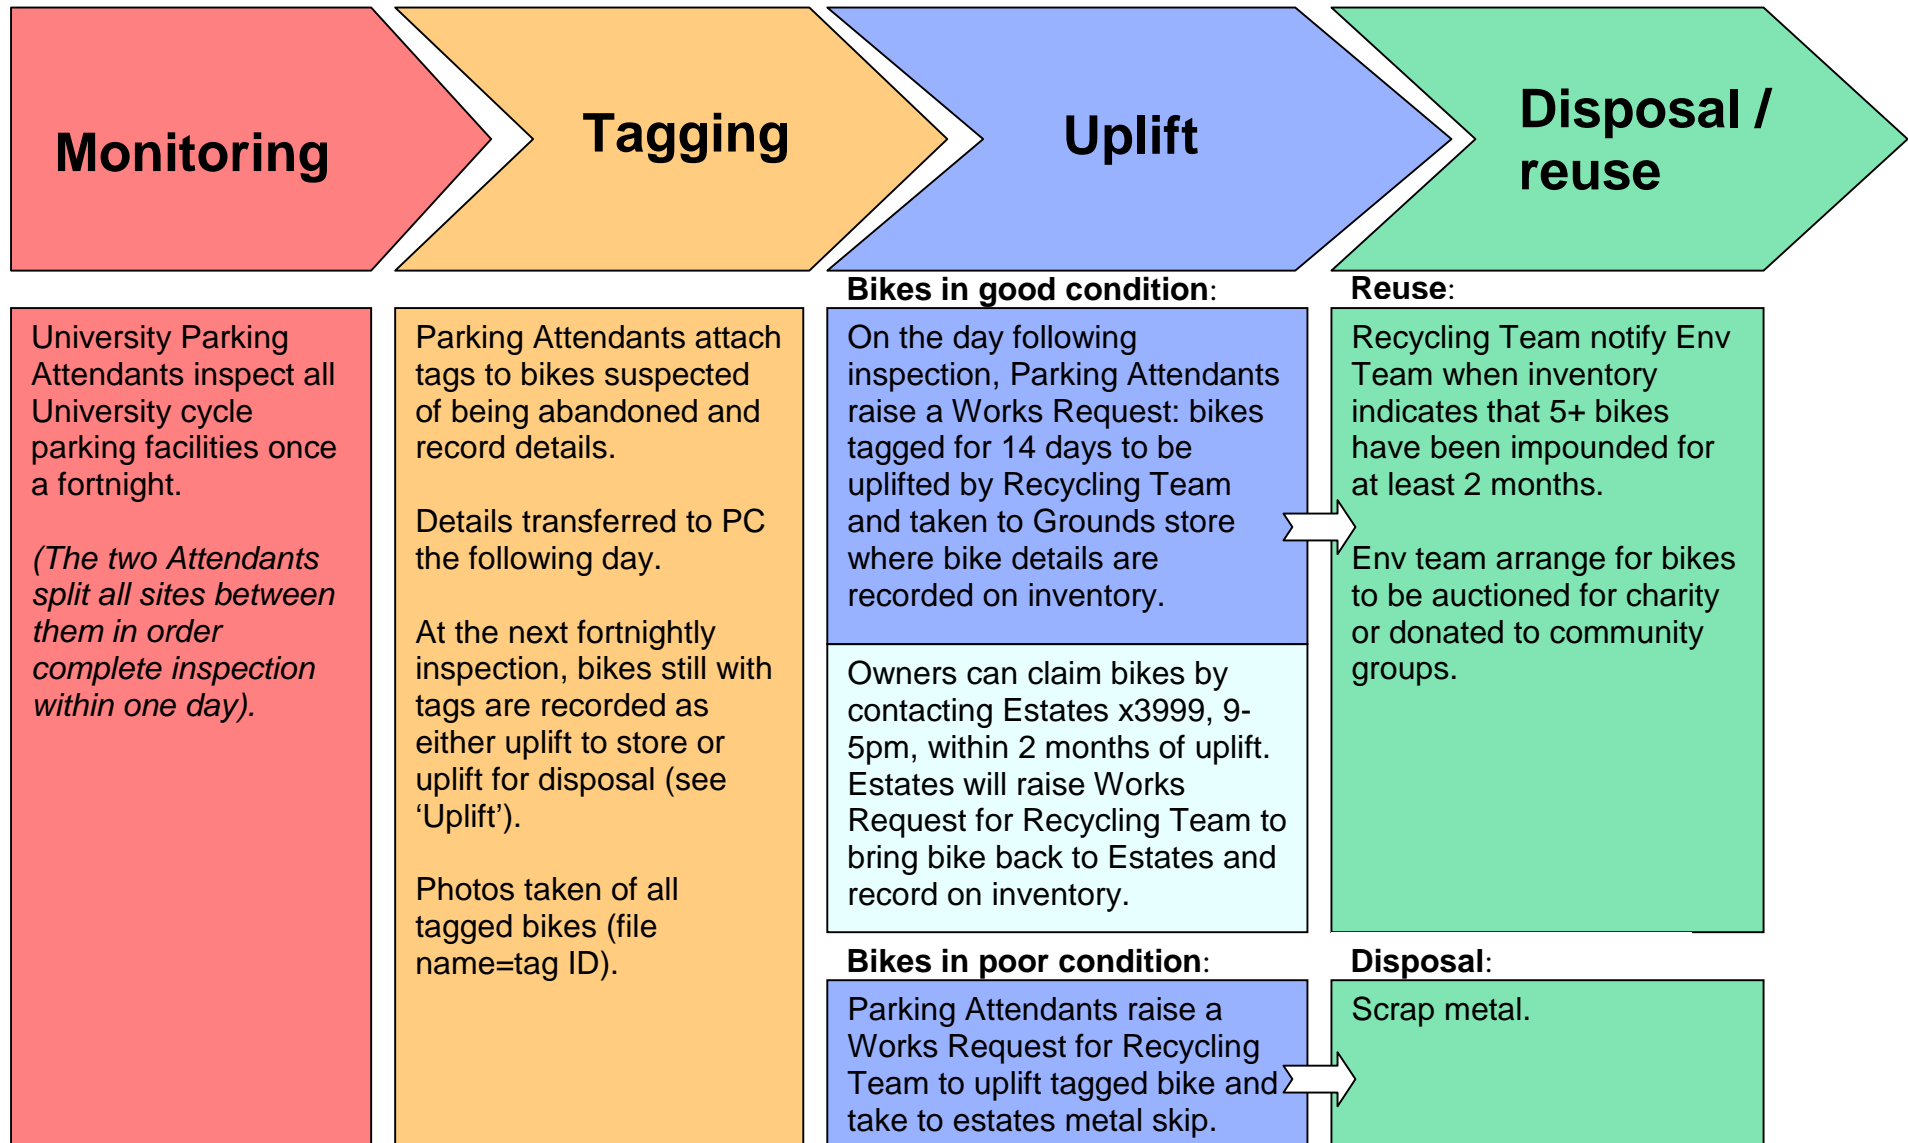 Monitoring
Tagging
Uplift
Disposal /
reuse
University Parking
Attendants inspect all
University cycle
parking facilities once
a fortnight.
(The two Attendants
split all sites between
them in order
complete inspection
within one day).
Parking Attendants attach
tags to bikes suspected
of being abandoned and
record details.
Details transferred to PC
the following day.
At the next fortnightly
inspection, bikes still with
tags are recorded as
either uplift to store or
uplift for disposal (see
‘Uplift’).
Photos taken of all
tagged bikes (file
name=tag ID).
Bikes in good condition:
On the day following
inspection, Parking Attendants
raise a Works Request: bikes
tagged for 14 days to be
uplifted by Recycling Team
and taken to Grounds store
where bike details are
recorded on inventory.
Owners can claim bikes by
contacting Estates x3999, 9-
5pm, within 2 months of uplift.
Estates will raise Works
Request for Recycling Team to
bring bike back to Estates and
record on inventory.
Bikes in poor condition:
Parking Attendants raise a
Works Request for Recycling
Team to uplift tagged bike and
take to estates metal skip.
Reuse:
Recycling Team notify Env
Team when inventory
indicates that 5+ bikes
have been impounded for
at least 2 months.
Env team arrange for bikes
to be auctioned for charity
or donated to community
groups.
Disposal:
Scrap metal.